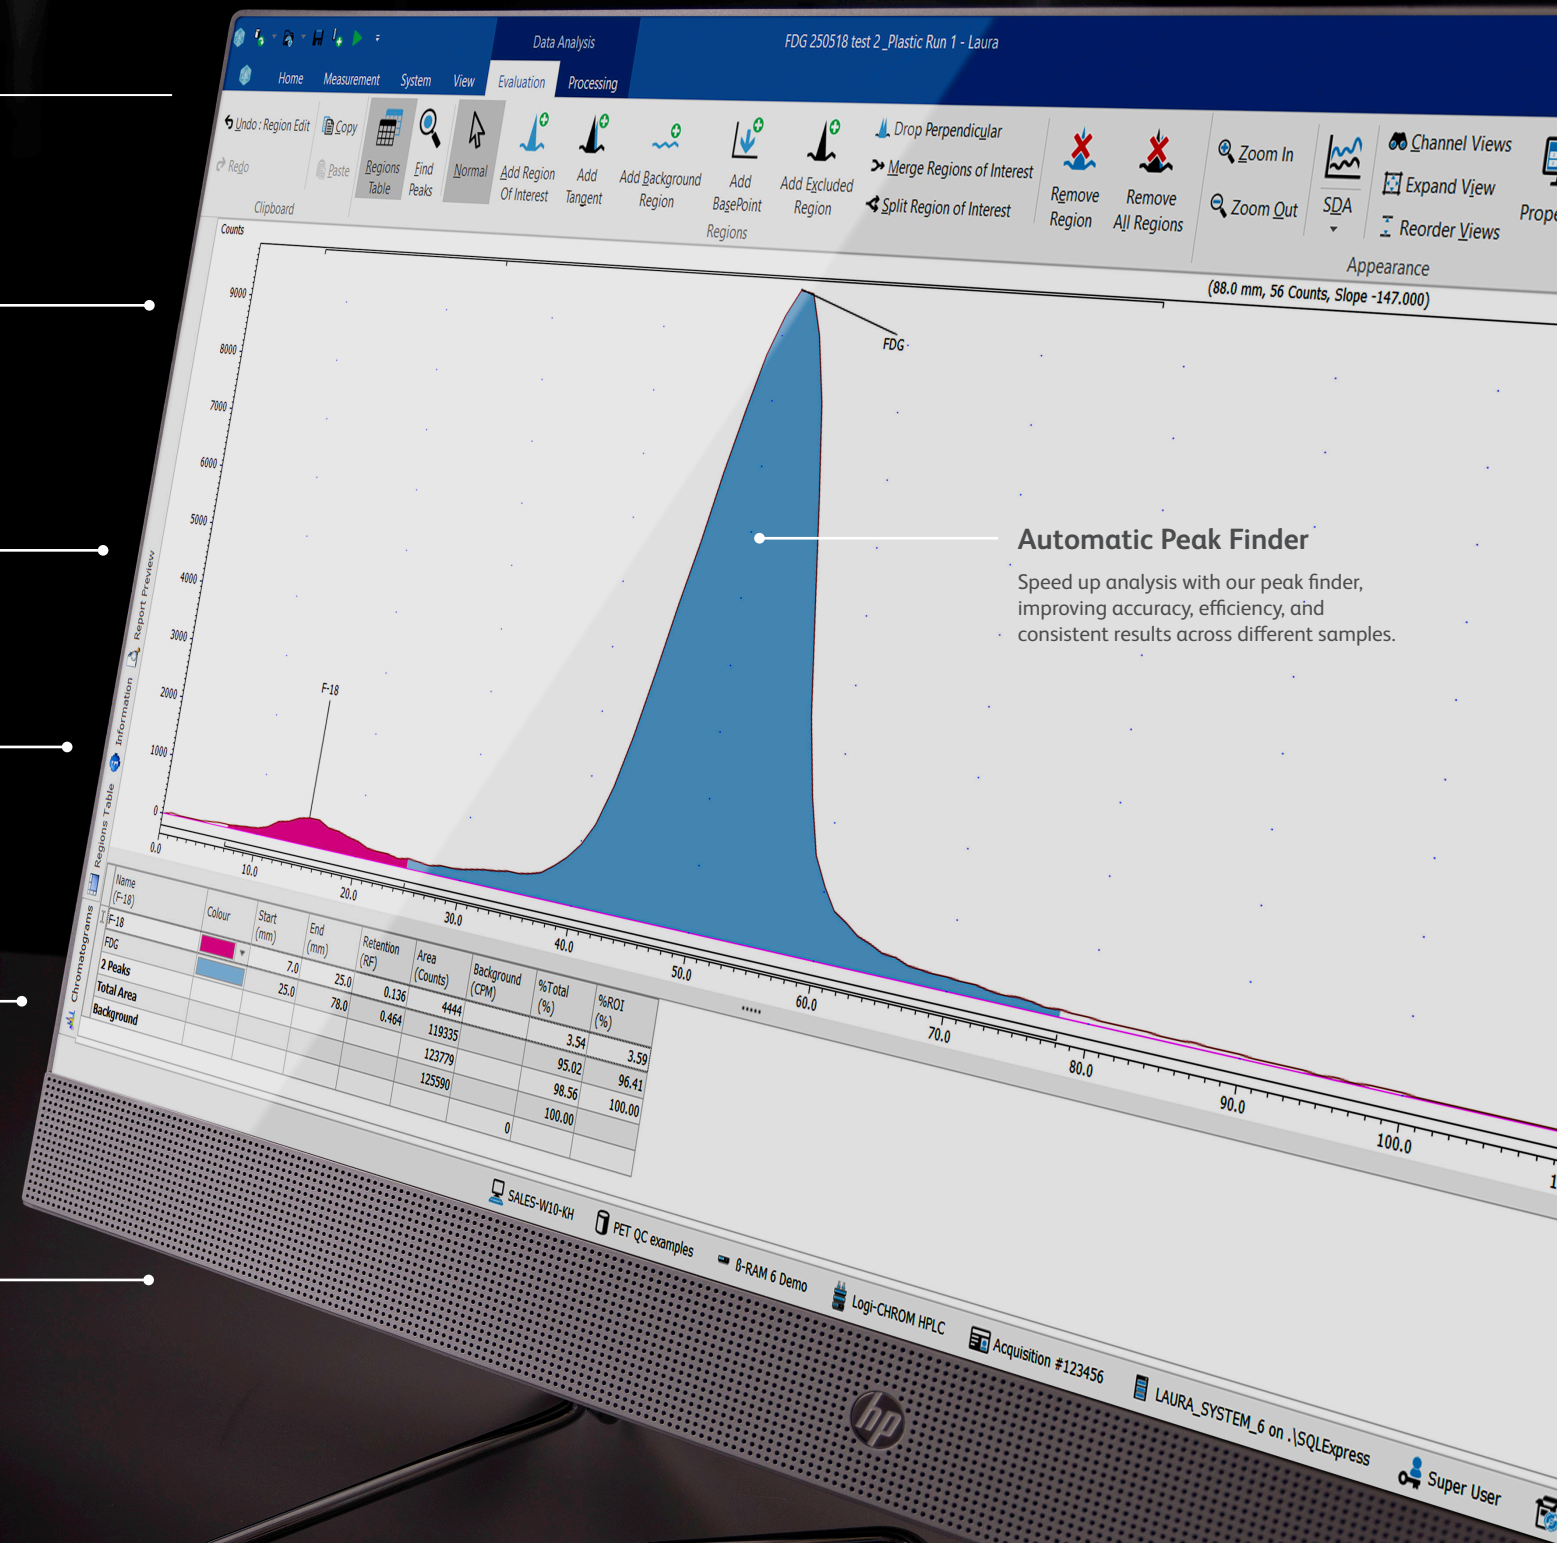 Data Analysis
FDG 250518 test 2 _Plastic Run 1 - Laura
Home Measurement System View Evaluation Processing
Undo : Region Edit
Redo
Copy
Paste
Clipboard
Regions
Table
Find
Peaks
Normal
Add Region
Of Interest
Add
Tangent
Add Background
Region
Add
BasePoint
Add Excluded
Region
Drop Perpendicular
Merge Regions of Interest
Split Region of Interest
Regions
Remove
Region
Remove
All Regions
Zoom In
Zoom Out
SDA
Channel Views
Expand View
Reorder Views
Appearance
Counts
(88.0 mm, 56 Counts, Slope -147.000)
9000
8000
7000
6000
5000
4000
3000
2000
1000
0
FDG
F-18
Automatic Peak Finder
Speed up analysis with our peak finder,
improving accuracy, efficiency, and
consistent results across different samples.
0.0 10.0 20.0 30.0 40.0 50.0 60.0 70.0 80.0 90.0 100.0
Report Preview
Information
Regions Table
Chromatograms
Name
(F-18)
Colour
Start
(mm)
End
(mm)
Retention
(RF)
Area
(Counts)
Background
(CPM)
%Total
(%)
%ROI
(%)
F-18 7.0 25.0 0.136 4444 3.54 3.59
FDG 25.0 78.0 0.464 119335 95.02 96.41
2 Peaks 123779 98.56 100.00
Total Area 125590 100.00
Background 0
SALES-W10-KH PET QC examples ß-RAM 6 Demo Logi-CHROM HPLC Acquisition #123456 LAURA_SYSTEM_6 on .\SQLExpress Super User
hp